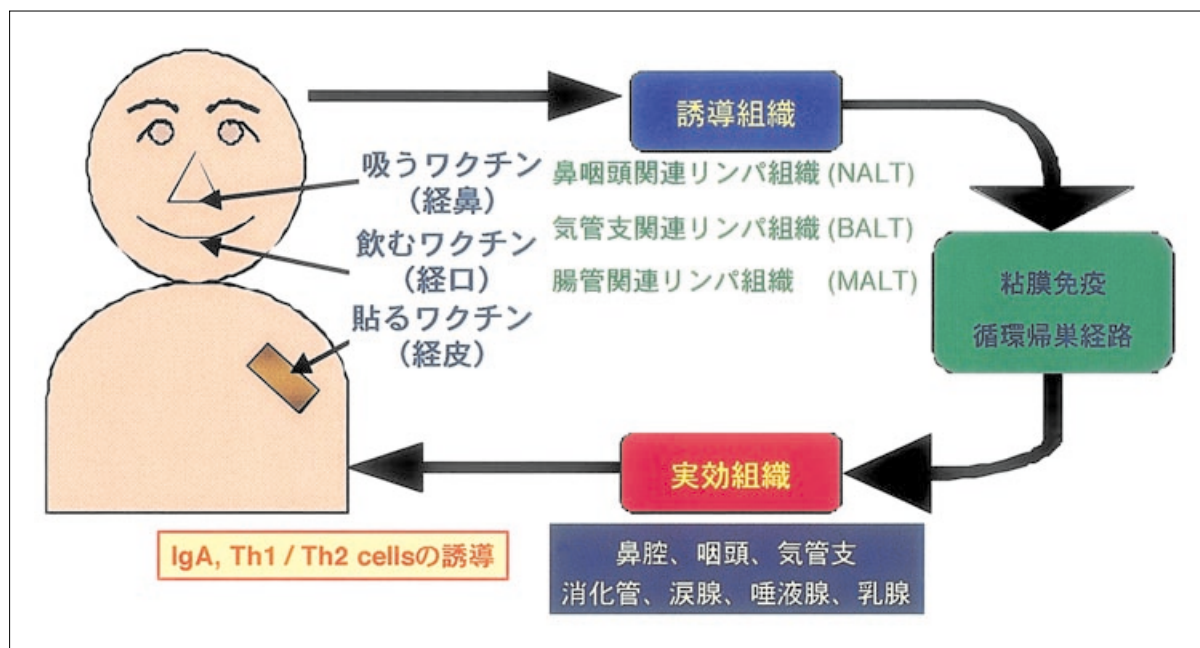 誘導組織
吸うワクチン
（経鼻）
飲むワクチン
（経口）
貼るワクチン
（経皮）
鼻咽頭関連リンパ組織 (NALT)
気管支関連リンパ組織 (BALT)
腸管関連リンパ組織 (MALT)
粘膜免疫
循環帰巣経路
実効組織
鼻腔、咽頭、気管支
消化管、涙腺、唾液腺、乳腺
IgA, Th1 / Th2 cellsの誘導